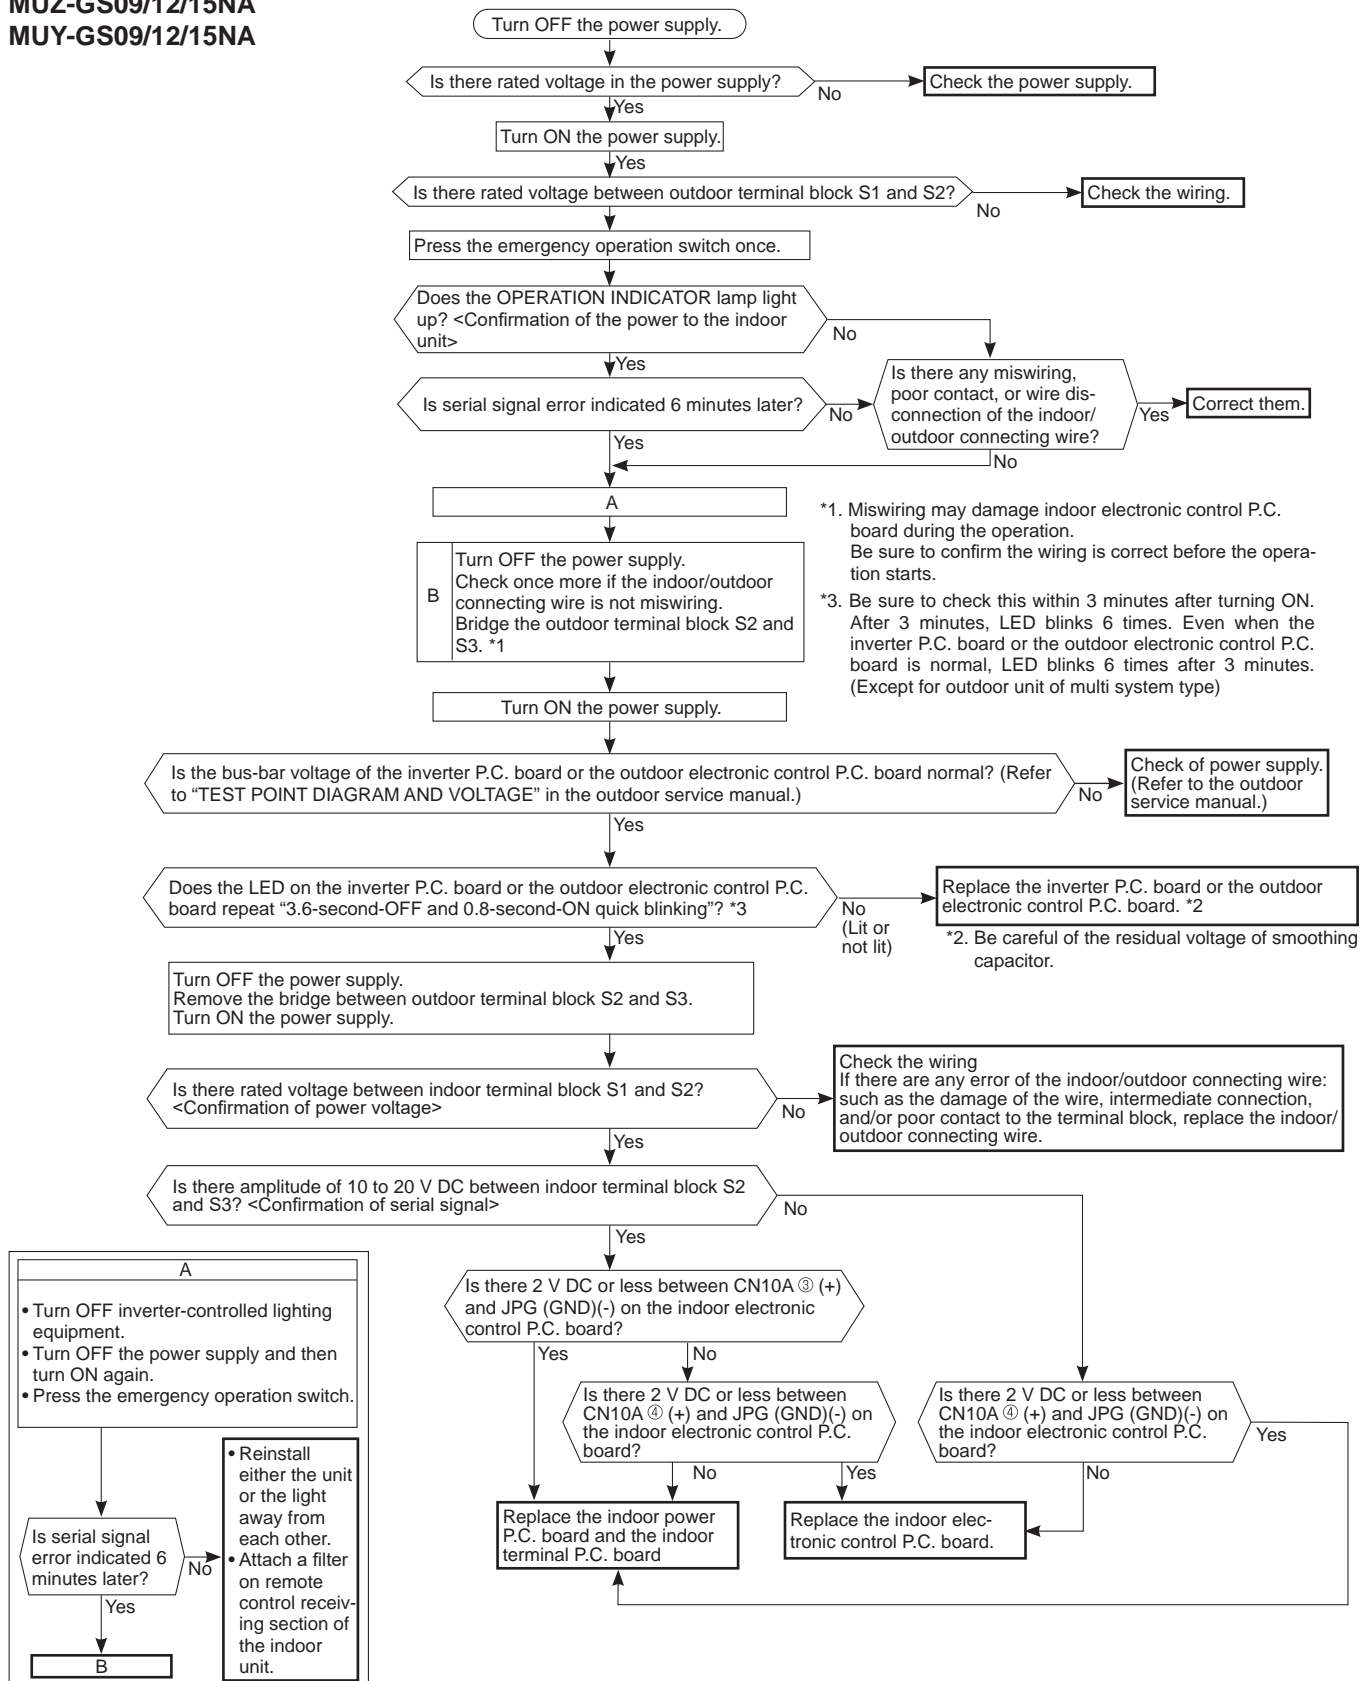 MUZ-GS09/12/15NA
MUY-GS09/12/15NA
Turn OFF the power supply.
Is there rated voltage in the power supply?
No
Check the power supply.
Yes
Turn ON the power supply.
Yes
Is there rated voltage between outdoor terminal block S1 and S2?
No
Check the wiring.
Press the emergency operation switch once.
Does the OPERATION INDICATOR lamp light
up? <Confirmation of the power to the indoor
unit>
No
Yes
Is serial signal error indicated 6 minutes later?
No
Is there any miswiring,
poor contact, or wire dis-
connection of the indoor/
outdoor connecting wire?
Yes
Correct them.
Yes
No
A
B
Turn OFF the power supply.
Check once more if the indoor/outdoor
connecting wire is not miswiring.
Bridge the outdoor terminal block S2 and
S3. *1
*1. Miswiring may damage indoor electronic control P.C.
board during the operation.
Be sure to confirm the wiring is correct before the opera-
tion starts.
*3. Be sure to check this within 3 minutes after turning ON.
After 3 minutes, LED blinks 6 times. Even when the
inverter P.C. board or the outdoor electronic control P.C.
board is normal, LED blinks 6 times after 3 minutes.
(Except for outdoor unit of multi system type)
Turn ON the power supply.
Is the bus-bar voltage of the inverter P.C. board or the outdoor electronic control P.C. board normal? (Refer
to “TEST POINT DIAGRAM AND VOLTAGE” in the outdoor service manual.)
No
Check of power supply.
(Refer to the outdoor
service manual.)
Yes
Does the LED on the inverter P.C. board or the outdoor electronic control P.C.
board repeat “3.6-second-OFF and 0.8-second-ON quick blinking”? *3
No
(Lit or
not lit)
Replace the inverter P.C. board or the outdoor
electronic control P.C. board. *2
*2. Be careful of the residual voltage of smoothing
capacitor.
Yes
Turn OFF the power supply.
Remove the bridge between outdoor terminal block S2 and S3.
Turn ON the power supply.
Is there rated voltage between indoor terminal block S1 and S2?
<Confirmation of power voltage>
No
Check the wiring
If there are any error of the indoor/outdoor connecting wire:
such as the damage of the wire, intermediate connection,
and/or poor contact to the terminal block, replace the indoor/
outdoor connecting wire.
Yes
Is there amplitude of 10 to 20 V DC between indoor terminal block S2
and S3? <Confirmation of serial signal>
No
Yes
Is there 2 V DC or less between CN10A ③ (+)
and JPG (GND)(-) on the indoor electronic
control P.C. board?
Yes
No
Is there 2 V DC or less between
CN10A ④ (+) and JPG (GND)(-) on
the indoor electronic control P.C.
board?
No
Yes
Is there 2 V DC or less between
CN10A ④ (+) and JPG (GND)(-) on
the indoor electronic control P.C.
board?
Yes
No
Replace the indoor power
P.C. board and the indoor
terminal P.C. board
Replace the indoor elec-
tronic control P.C. board.
A
• Turn OFF inverter-controlled lighting
equipment.
• Turn OFF the power supply and then
turn ON again.
• Press the emergency operation switch.
Is serial signal
error indicated 6
minutes later?
No
• Reinstall
either the unit
or the light
away from
each other.
• Attach a filter
on remote
control receiv-
ing section of
the indoor
unit.
Yes
B